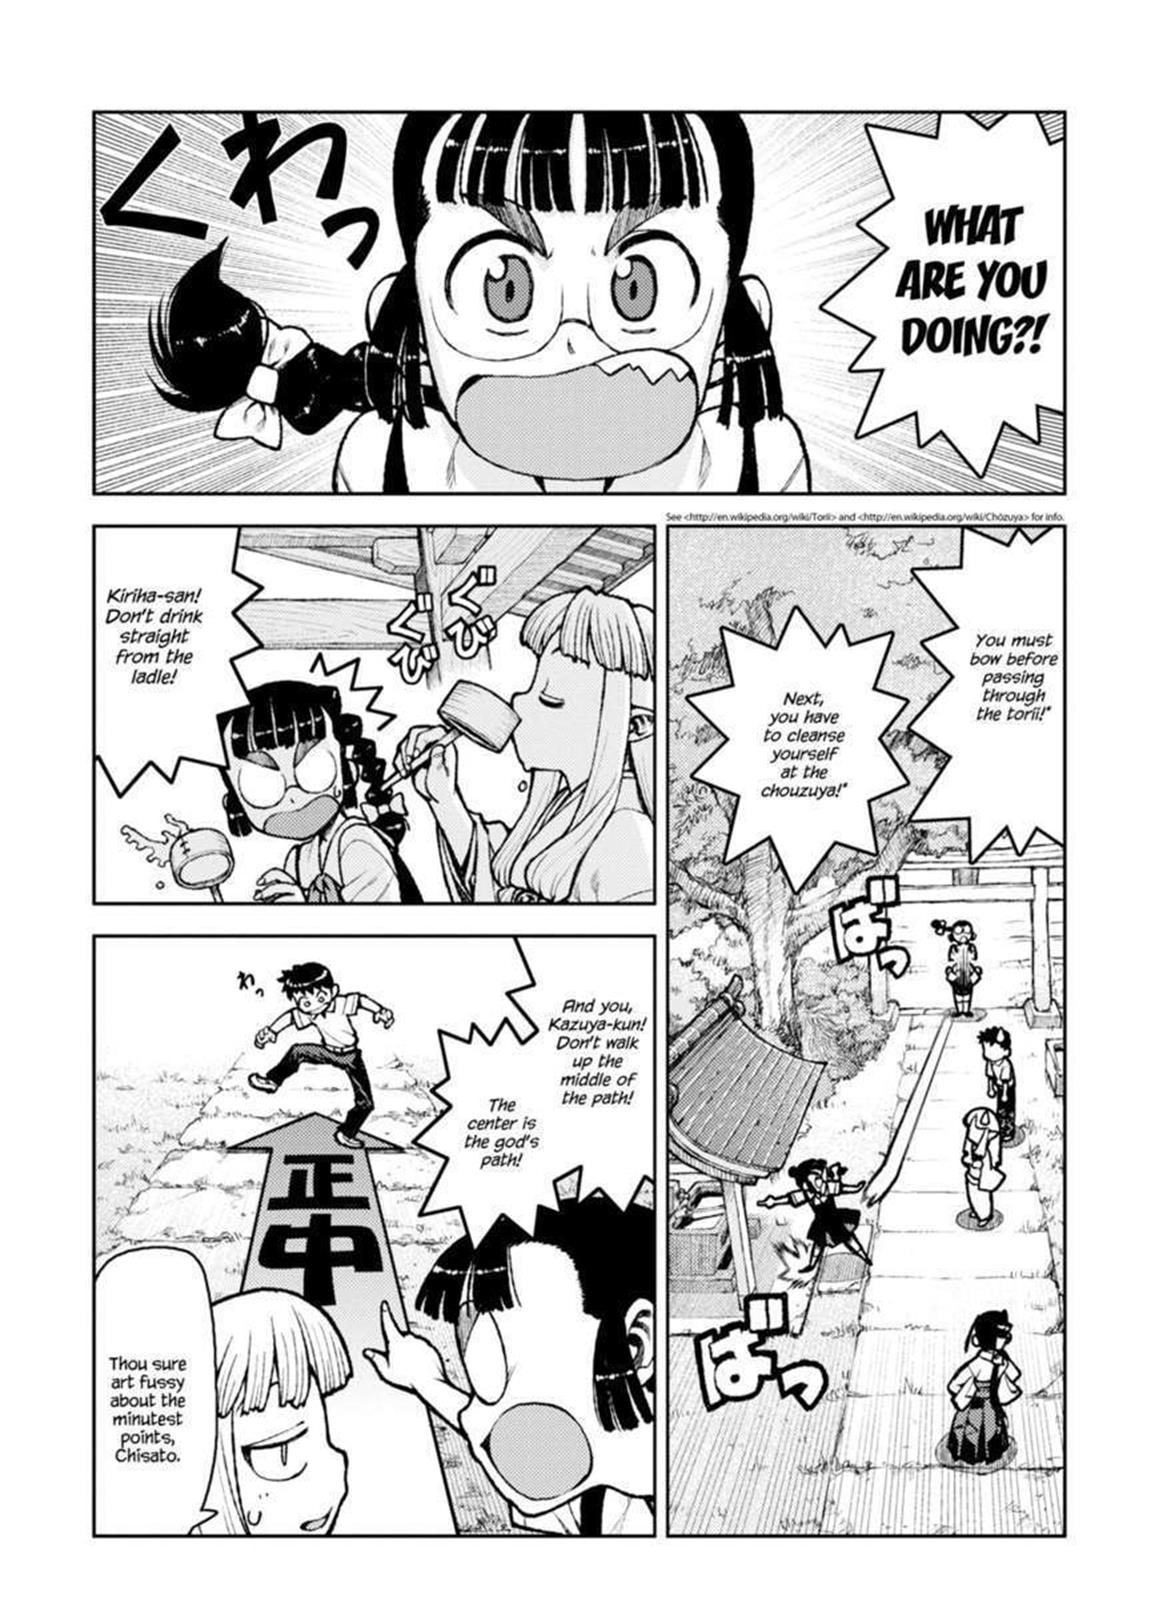 くわっ
WHAT
ARE YOU
DOING?!
See <http://en.wikipedia.org/wiki/Torii> and <http://en.wikipedia.org/wiki/Chōzuya> for info.
You must
bow before
passing
through
the torii!*
Next,
you have
to cleanse
yourself
at the
chouzuya!*
ばっ
ばっ
Kiriha-san!
Don't drink
straight
from the
ladle!
ぐび
ぐび
And you,
Kazuya-kun!
Don't walk
up the
middle of
the path!
The
center is
the god's
path!
わっ
正中
Thou sure
art fussy
about the
minutest
points,
Chisato.